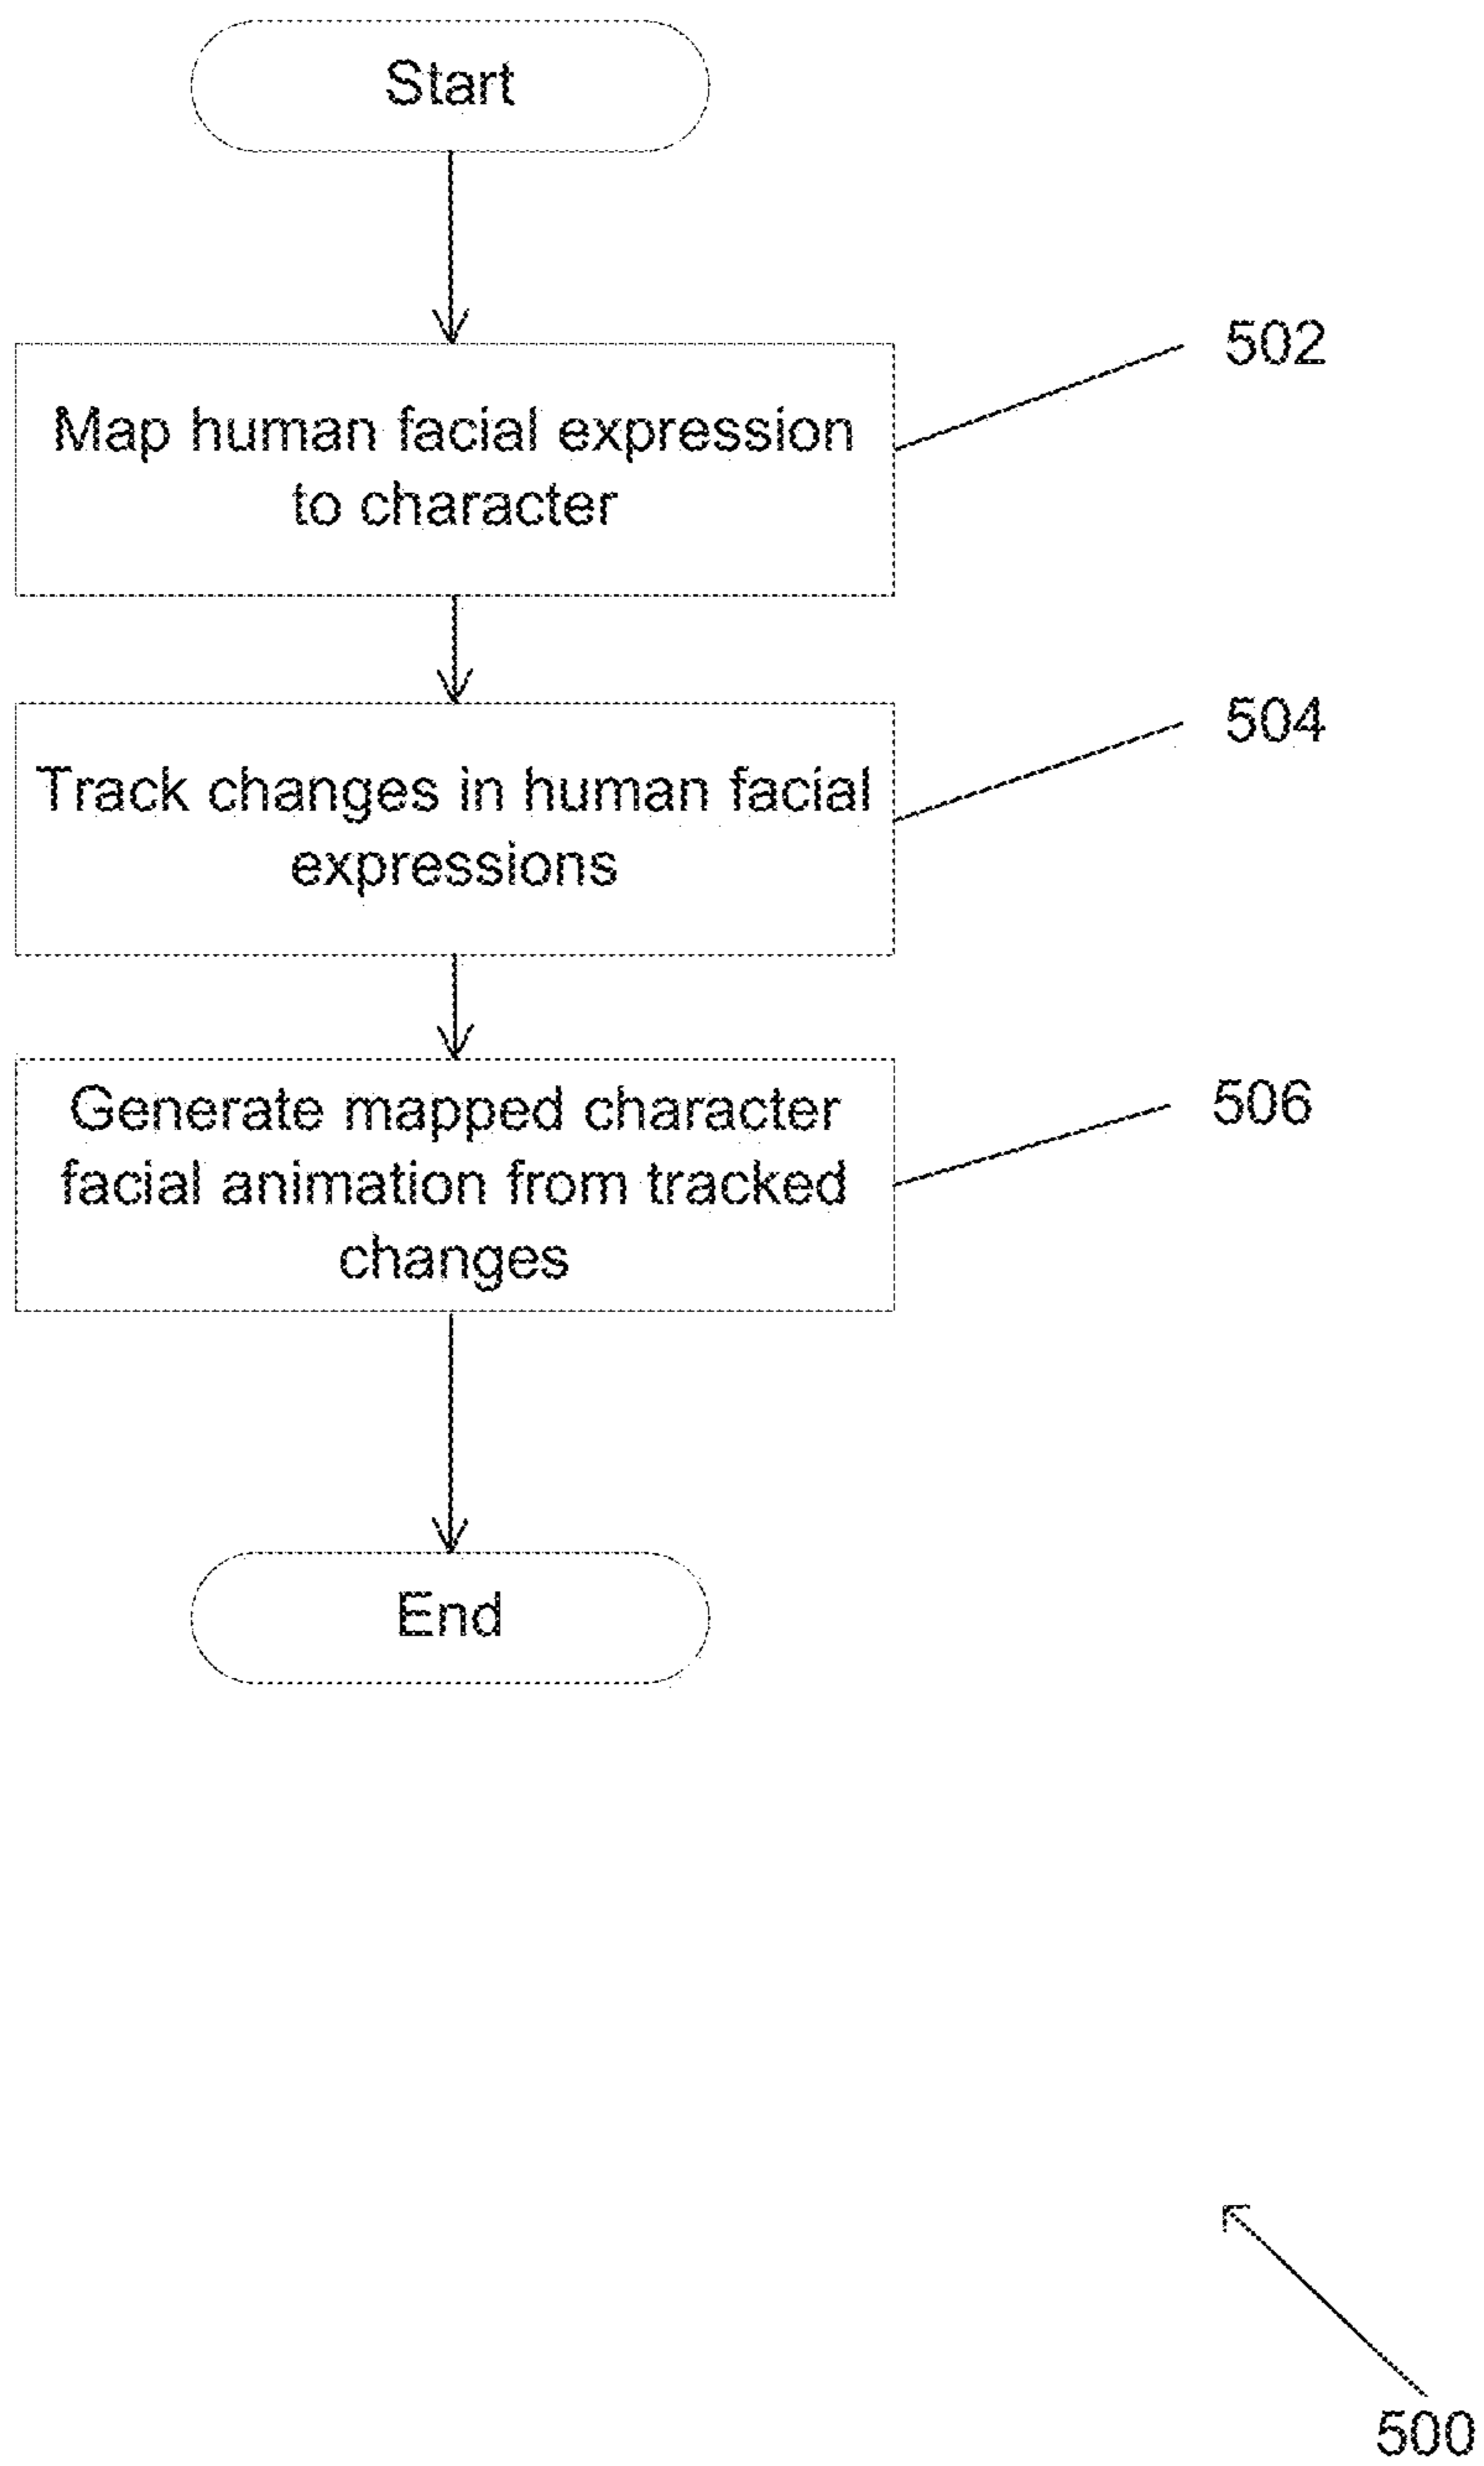 Start
Map human facial expression
to character
502
Track changes in human facial
expressions
504
Generate mapped character
facial animation from tracked
changes
506
End
500